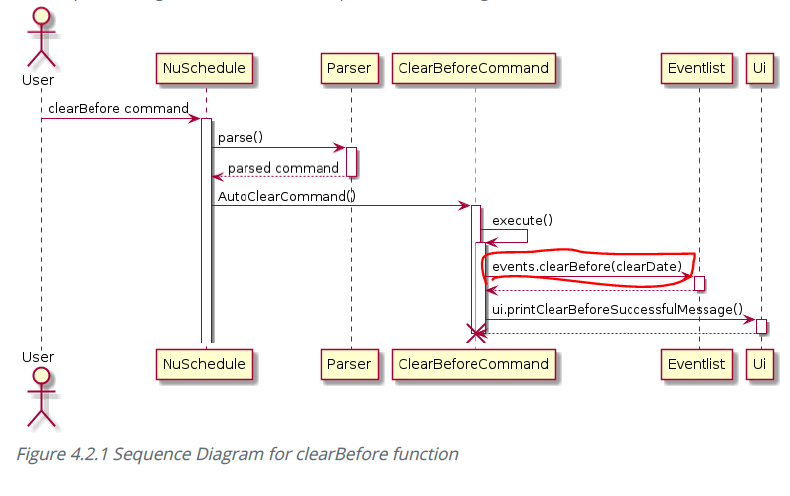 User
NuSchedule Parser ClearBeforeCommand Eventlist Ui
clearBefore command
parse()
parsed command
AutoClearCommand()
execute()
events.clearBefore(clearDate)
ui.printClearBeforeSuccessfulMessage()
User
NuSchedule Parser ClearBeforeCommand Eventlist Ui
Figure 4.2.1 Sequence Diagram for clearBefore function